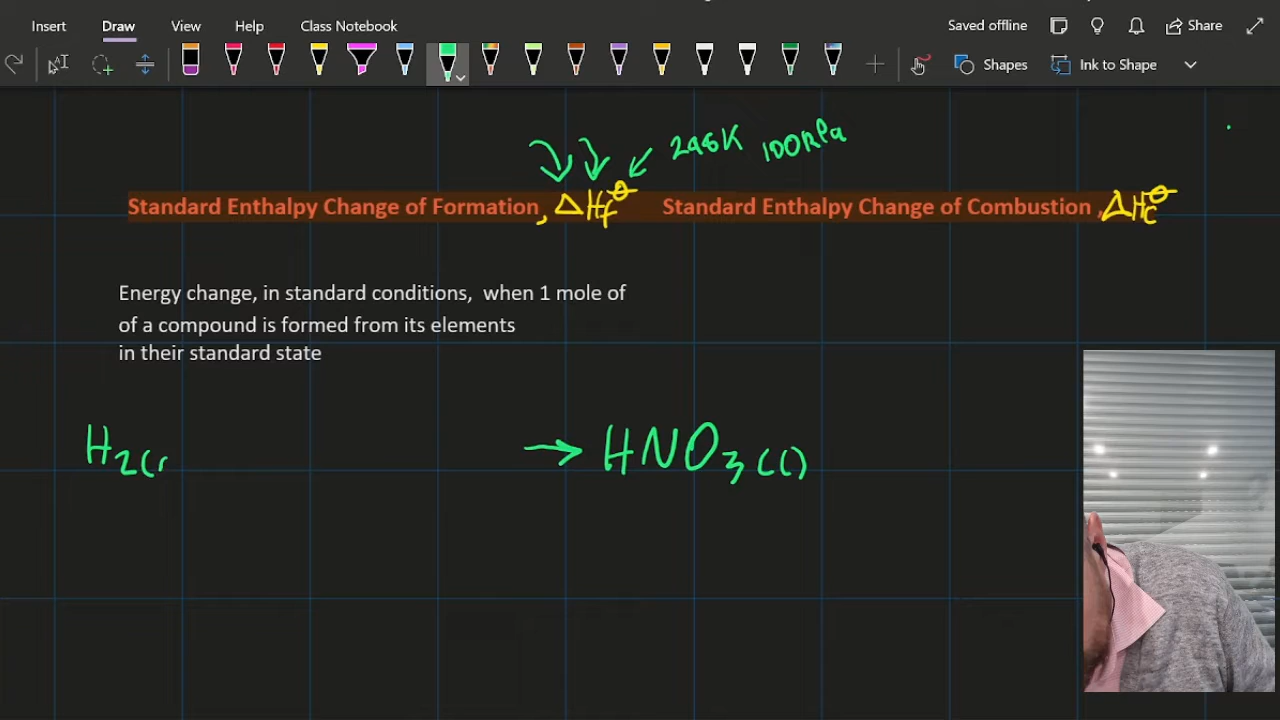 Insert Draw View Help Class Notebook Saved offline Share
Shapes Ink to Shape
298K 100kPa
Standard Enthalpy Change of Formation, ΔHf⦵ Standard Enthalpy Change of Combustion , ΔHc⦵
Energy change, in standard conditions, when 1 mole of
of a compound is formed from its elements
in their standard state
H₂( → HNO₃(l)